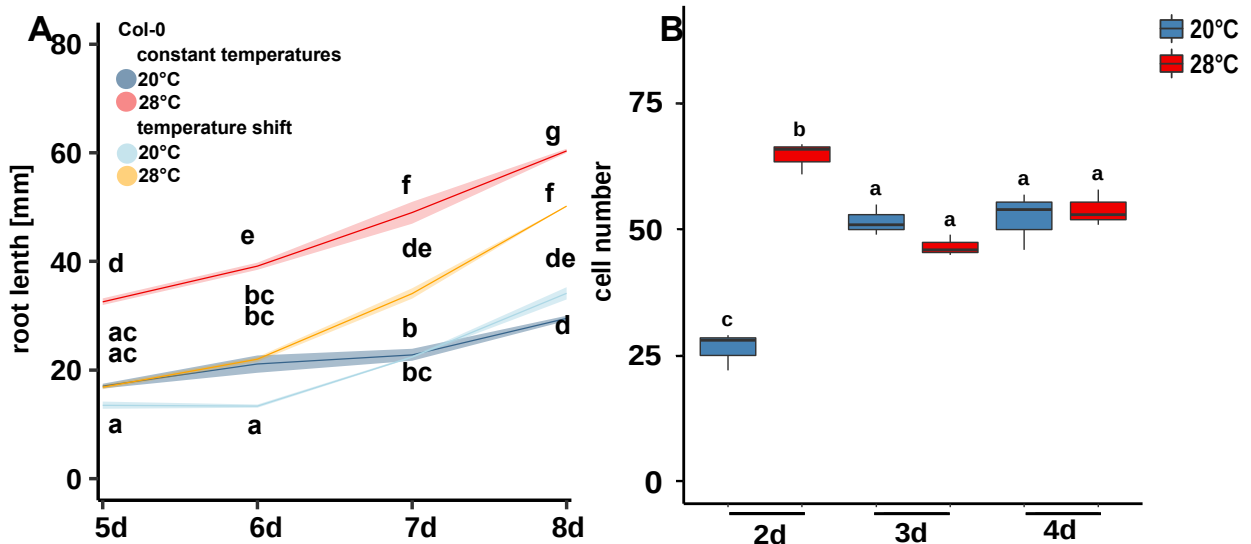 A
Col-0
constant temperatures
20°C
28°C
temperature shift
20°C
28°C
root lenth [mm]
80
60
40
20
0
d
ac
ac
a
e
bc
bc
a
f
de
b
bc
g
f
de
d
5d
6d
7d
8d
B
20°C
28°C
cell number
75
50
25
0
c
b
a
a
a
a
2d
3d
4d